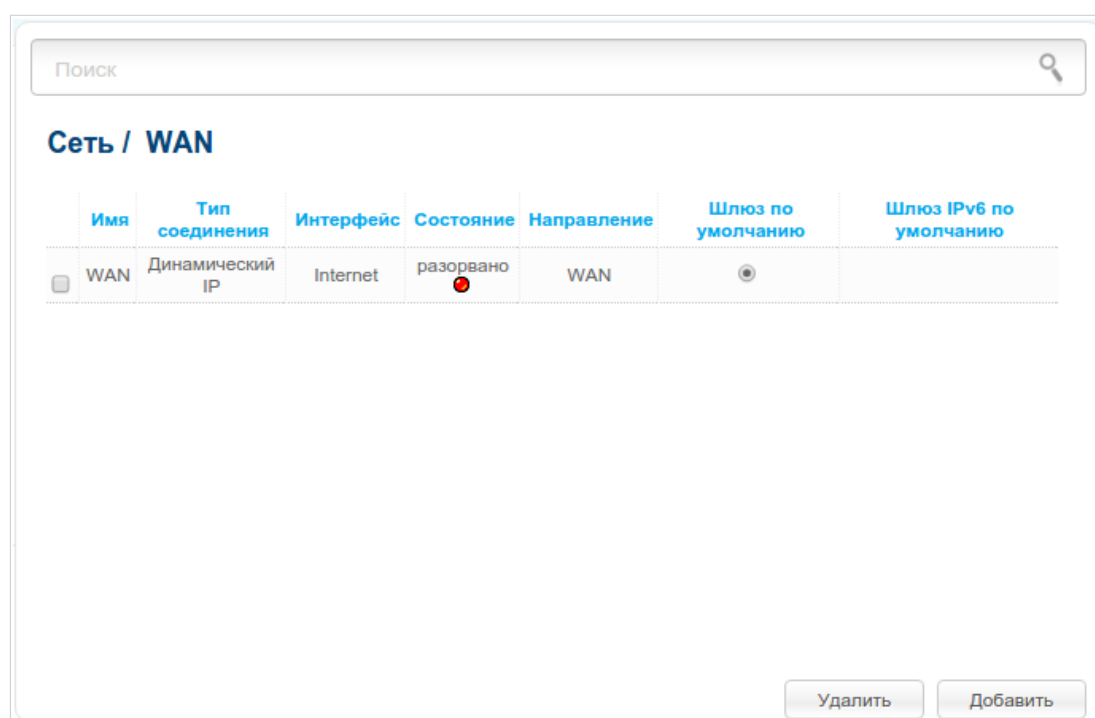 Поиск
Сеть / WAN
Имя Тип соединения Интерфейс Состояние Направление Шлюз по умолчанию Шлюз IPv6 по умолчанию
WAN Динамический IP Internet разорвано WAN
Удалить Добавить